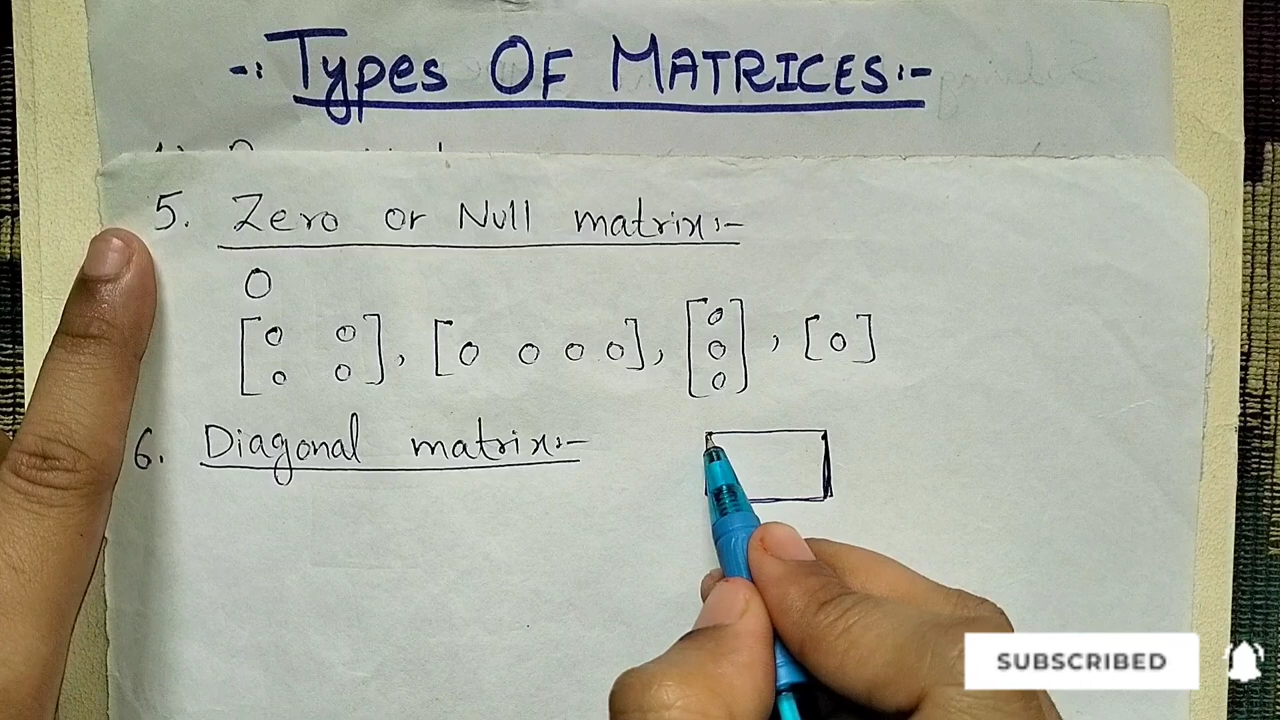 -: Types OF MATRICES:-
5. Zero or Null matrix:-
O
[0 0
0 0], [0 0 0 0], [0
0
0], [0]
6. Diagonal matrix:-
SUBSCRIBED